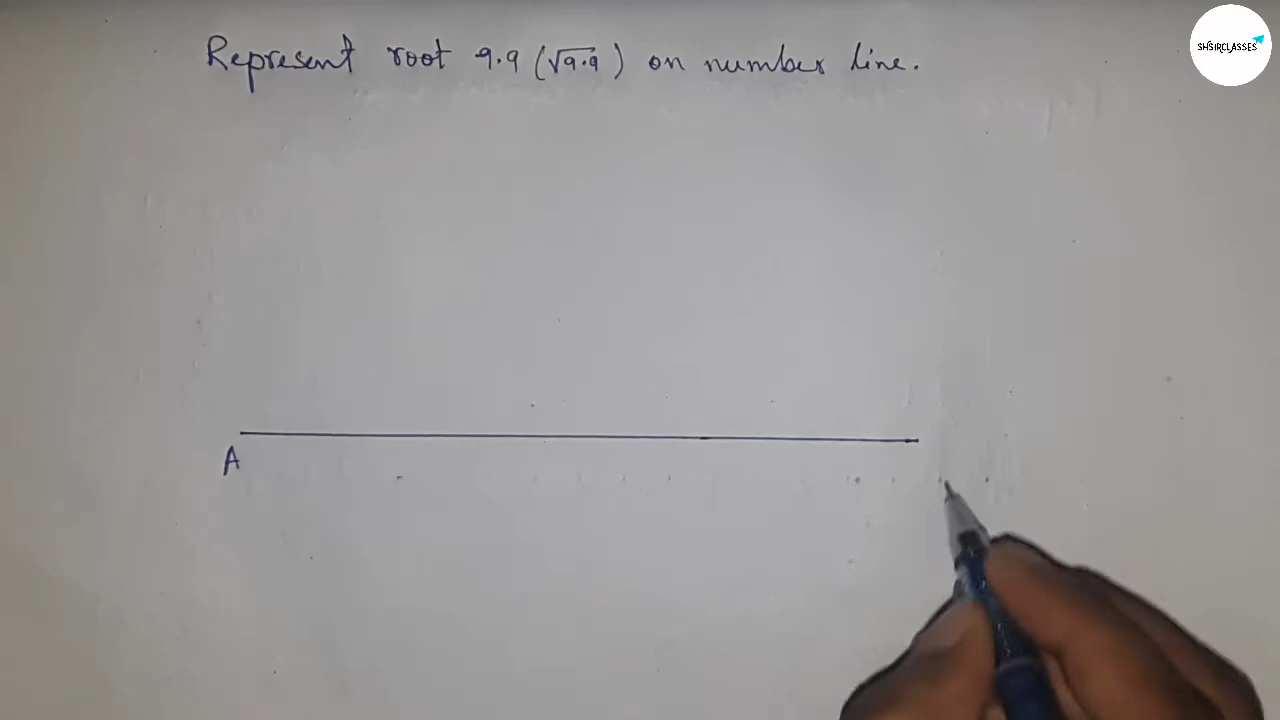 Represent root 9.9 (√9.9) on number line.
SHSIRCLASSES
A